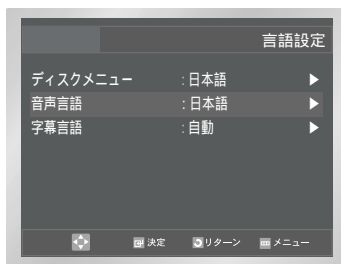 言語設定
ディスクメニュー :日本語 ▶
音声言語 :日本語 ▶
字幕言語 :自動 ▶
決定 リターン メニュー